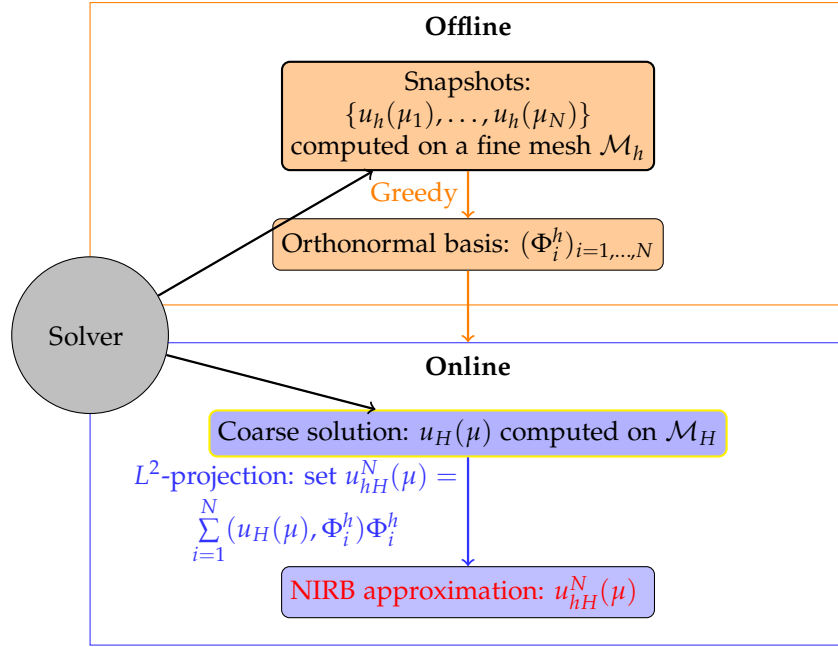 Offline
Snapshots:
{u_h(μ_1), . . . , u_h(μ_N)}
computed on a fine mesh ℳ_h
Greedy
Orthonormal basis: (Φ_i^h)_{i=1,...,N}
Solver
Online
Coarse solution: u_H(μ) computed on ℳ_H
L²-projection: set u_{hH}^N(μ) =
∑_{i=1}^N (u_H(μ), Φ_i^h)Φ_i^h
NIRB approximation: u_{hH}^N(μ)